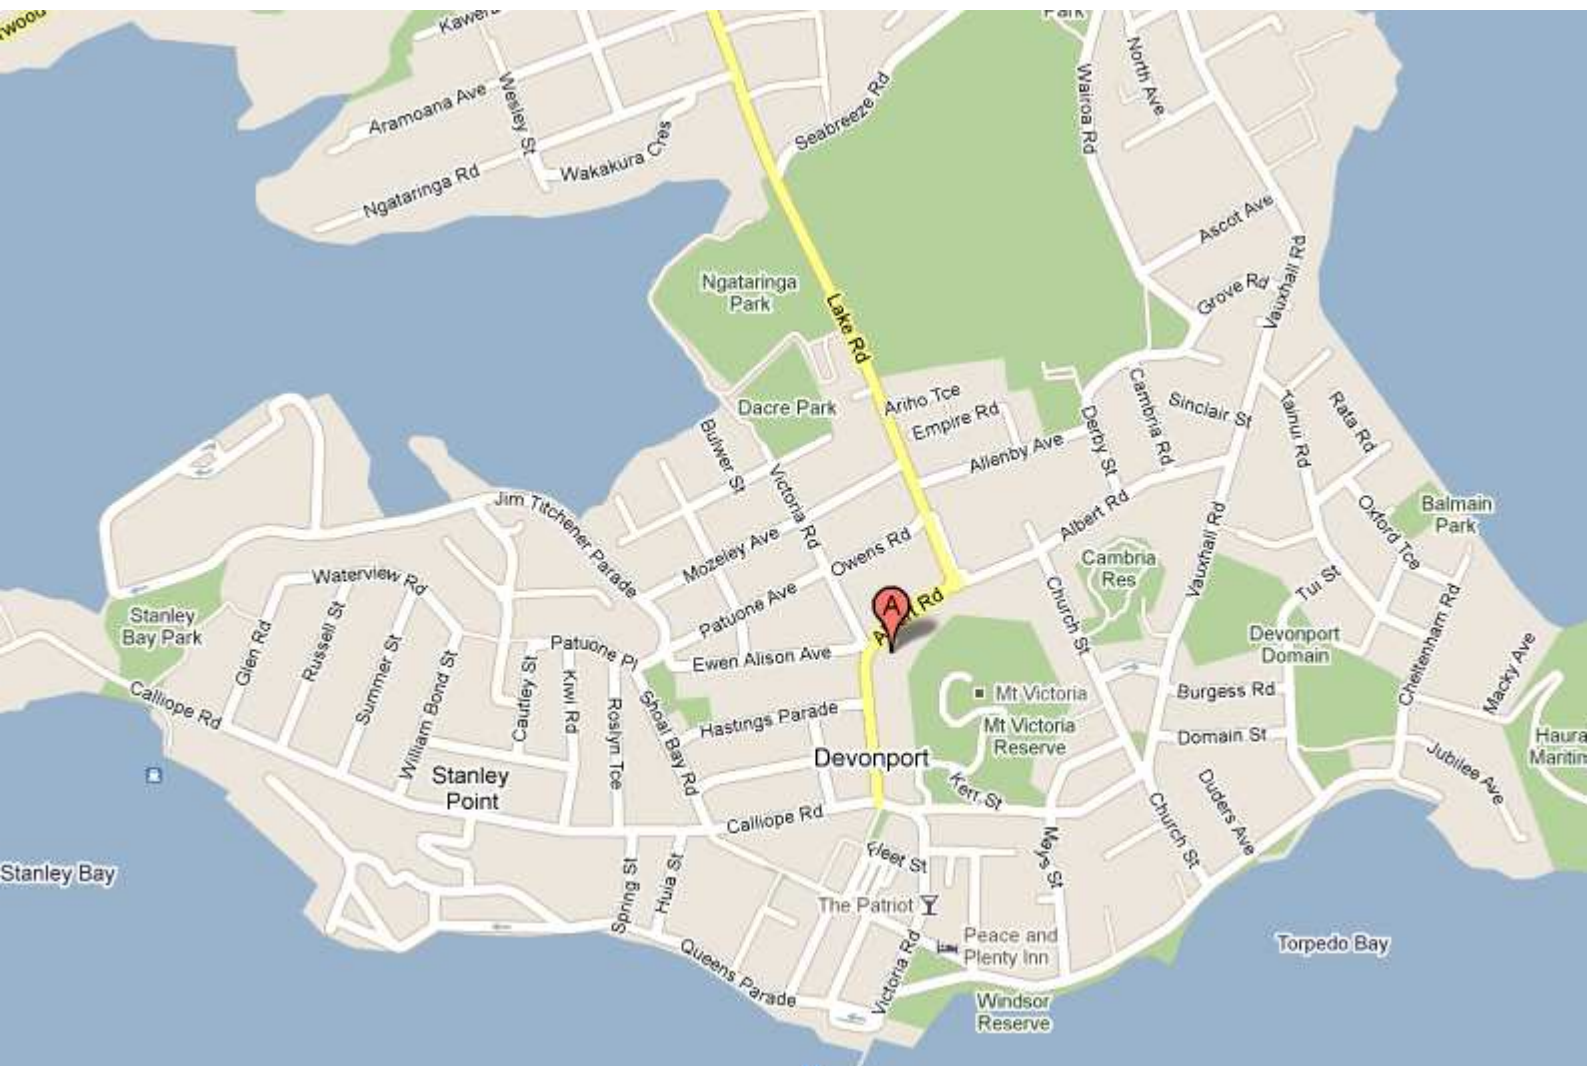 Kawer
Park
Aramoana Ave
Wesley St
Wairoa Rd
North Ave
Seabreeze Rd
Wakakura Cres
Ngataringa Rd
Ascot Ave
Ngataringa
Park
Lake Rd
Grove Rd
Vauxhall Rd
Dacre Park
Ariho Tce
Empire Rd
Allenby Ave
Derby St
Cambria Rd
Sinclair St
Tainui Rd
Rata Rd
Bulwer St
Victoria Rd
Jim Titchener Parade
Mozeley Ave
Owens Rd
Albert Rd
Vauxhall Rd
Oxford Tce
Balmain
Park
Cambria
Res
Waterview Rd
Patuone Ave
A
Rd
Church St
Tui St
Stanley
Bay Park
Glen Rd
Russell St
Summer St
William Bond St
Cautley St
Patuone Pl
Kiwi Rd
Roslyn Tce
Shoal Bay Rd
Ewen Alison Ave
Devonport
Domain
Cheltenham Rd
Macky Ave
Calliope Rd
Mt Victoria
Burgess Rd
Hastings Parade
Mt Victoria
Reserve
Domain St
Haura
Maritim
Devonport
Stanley
Point
Kerr St
Jubilee Ave
Duders Ave
Church St
Calliope Rd
Mays St
Stanley Bay
Spring St
Huia St
Fleet St
The Patriot
Peace and
Plenty Inn
Torpedo Bay
Queens Parade
Victoria Rd
Windsor
Reserve